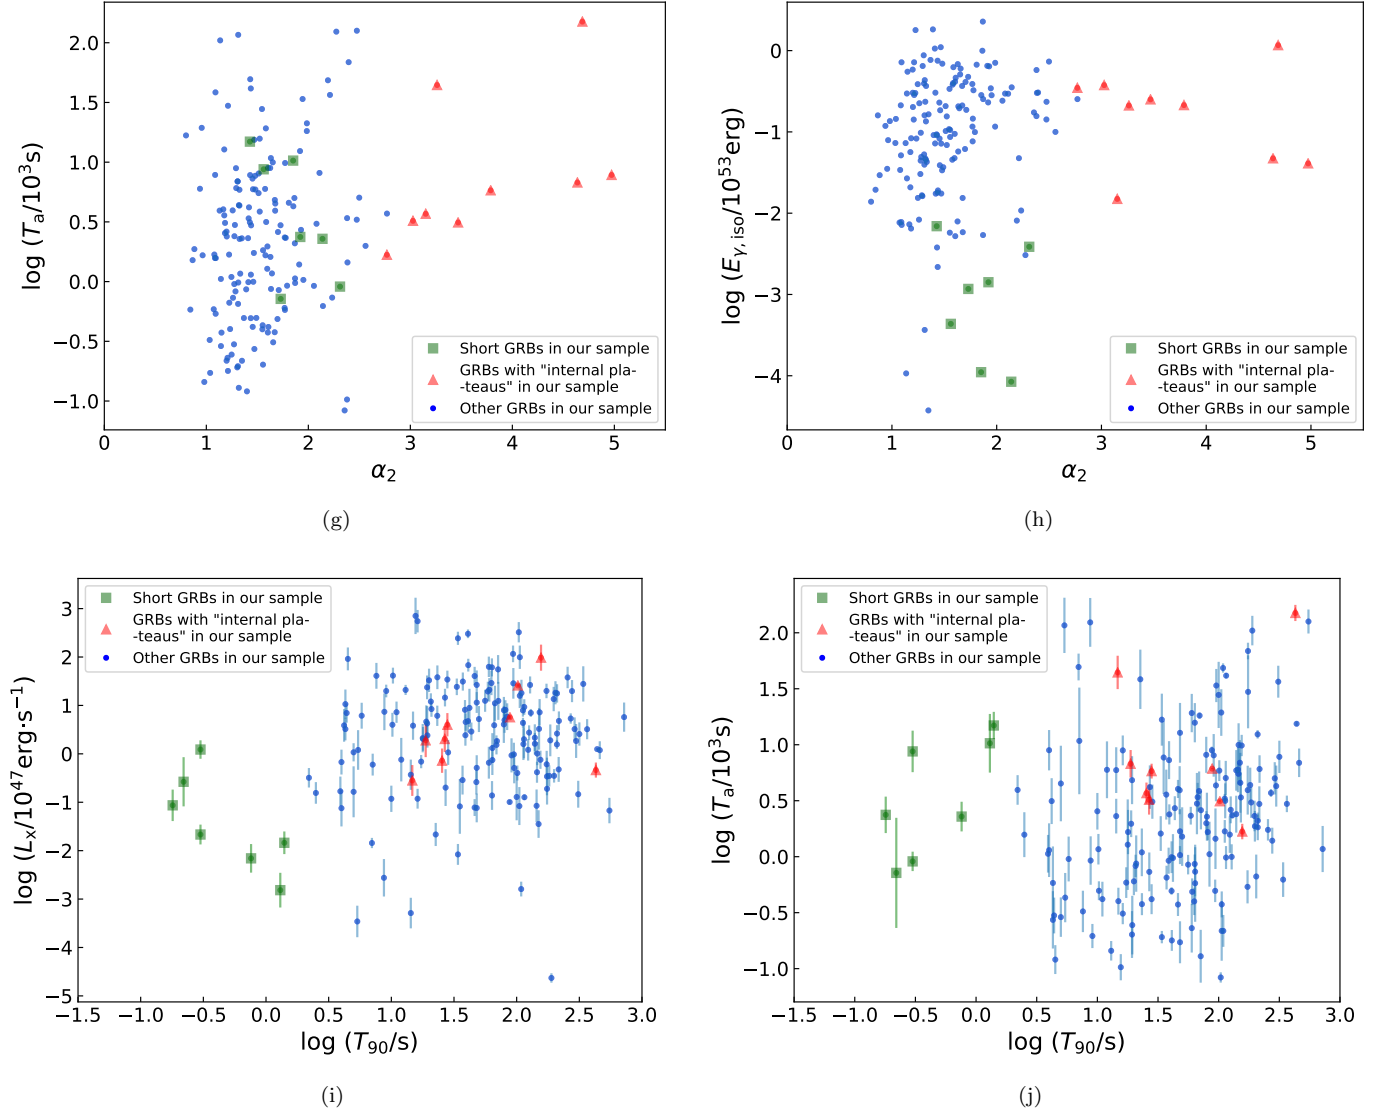 2.0
1.5
1.0
0.5
0.0
−0.5
−1.0
log (Ta/10³s)
0 1 2 3 4 5
α₂
Short GRBs in our sample
GRBs with "internal pla-
-teaus" in our sample
Other GRBs in our sample
(g)
0
−1
−2
−3
−4
log (Eγ,iso/10⁵³erg)
0 1 2 3 4 5
α₂
Short GRBs in our sample
GRBs with "internal pla-
-teaus" in our sample
Other GRBs in our sample
(h)
3
2
1
0
−1
−2
−3
−4
−5
log (Lx/10⁴⁷erg·s⁻¹)
−1.5 −1.0 −0.5 0.0 0.5 1.0 1.5 2.0 2.5 3.0
log (T₉₀/s)
Short GRBs in our sample
GRBs with "internal pla-
-teaus" in our sample
Other GRBs in our sample
(i)
2.0
1.5
1.0
0.5
0.0
−0.5
−1.0
log (Ta/10³s)
−1.5 −1.0 −0.5 0.0 0.5 1.0 1.5 2.0 2.5 3.0
log (T₉₀/s)
Short GRBs in our sample
GRBs with "internal pla-
-teaus" in our sample
Other GRBs in our sample
(j)